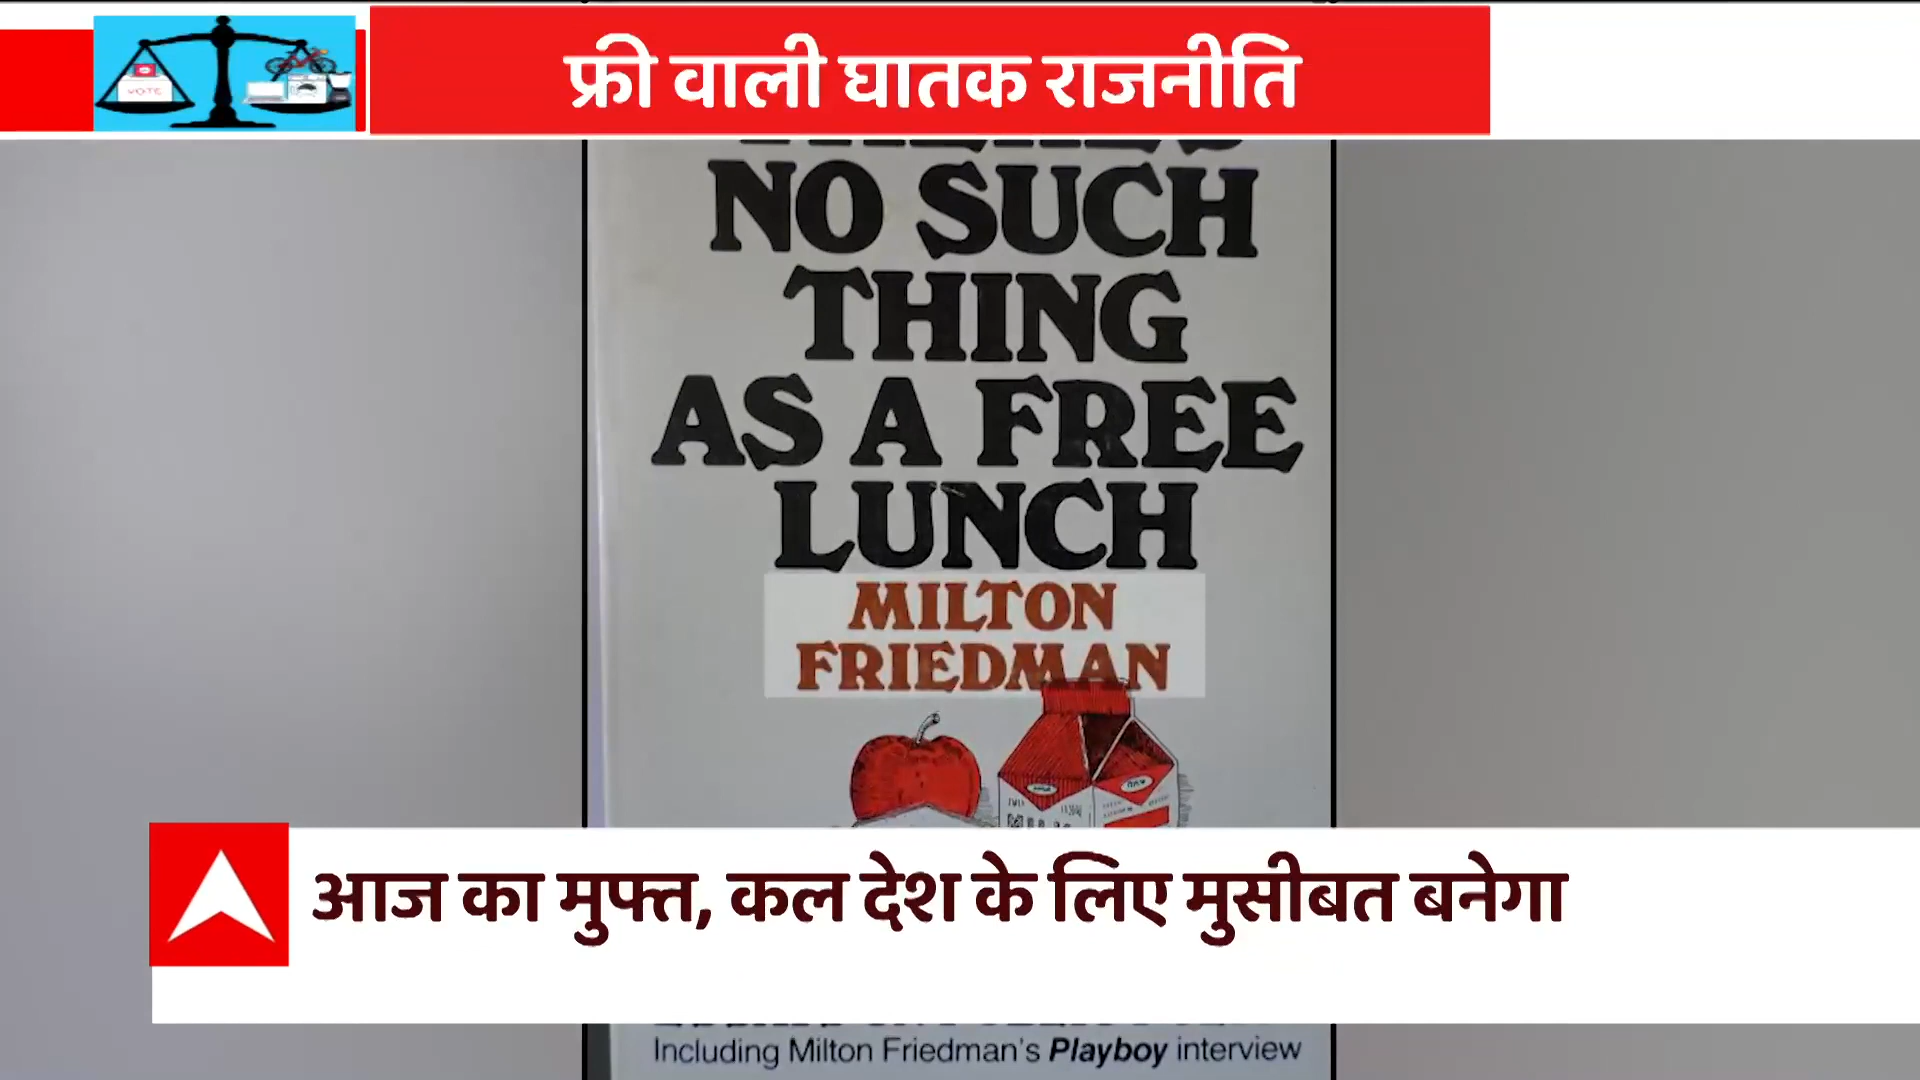 VOTE
फ्री वाली घातक राजनीति
NO SUCH
THING
AS A FREE
LUNCH
MILTON
FRIEDMAN
आज का मुफ्त, कल देश के लिए मुसीबत बनेगा
Including Milton Friedman's Playboy interview